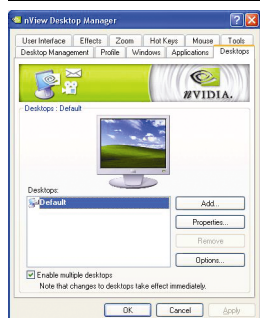 nView Desktop Manager
User Interface Effects Zoom Hot Keys Mouse Tools
Desktop Management Profile Windows Applications Desktops
nVIDIA.
Desktops : Default
Desktops:
Default
Add...
Properties...
Remove
Options...
Enable multiple desktops
Note that changes to desktops take effect immediately.
OK Cancel Apply